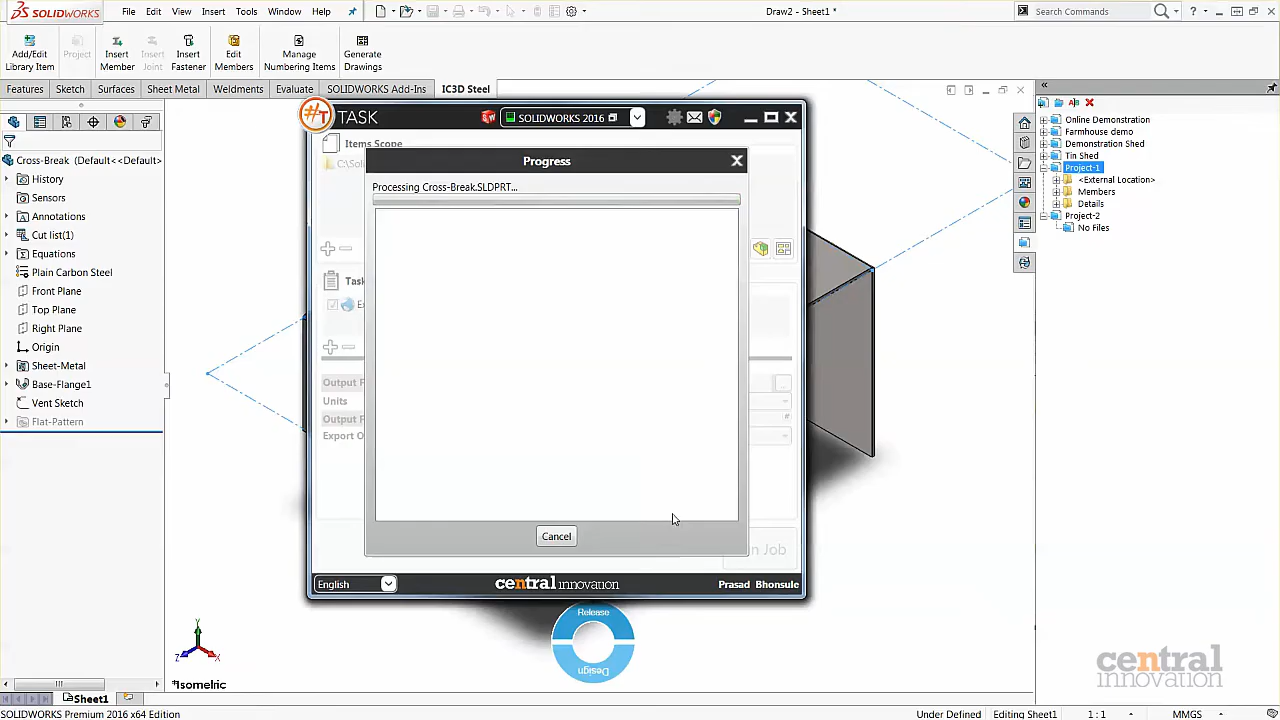 SOLIDWORKS
File Edit View Insert Tools Window Help
Draw2 - Sheet1 *
Search Commands
Add/Edit Library Item
Project
Insert Member
Insert Joint
Insert Fastener
Edit Members
Manage Numbering Items
Generate Drawings
Features Sketch Surfaces Sheet Metal Weldments Evaluate SOLIDWORKS Add-Ins IC3D Steel
Cross-Break (Default<<Default>
History
Sensors
Annotations
Cut list(1)
Equations
Plain Carbon Steel
Front Plane
Top Plane
Right Plane
Origin
Sheet-Metal
Base-Flange1
Vent Sketch
Flat-Pattern
#T TASK
SOLIDWORKS 2016
Items Scope
C:\Sol
Progress
Processing Cross-Break.SLDPRT...
Task
Output F
Units
Output F
Export O
Cancel
n Job
English
central innovation
Prasad Bhonsule
Release
Design
Online Demonstration
Farmhouse demo
Demonstration Shed
Tin Shed
Project-1
<External Location>
Members
Details
Project-2
No Files
Y
Z
X
*Isometric
Sheet1
central innovation
SOLIDWORKS Premium 2016 x64 Edition
Under Defined
Editing Sheet1
1:1
MMGS